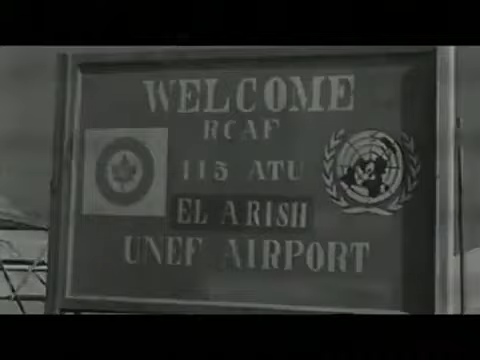 WELCOME
RCAF
115 ATU
EL ARISH
UNEF AIRPORT